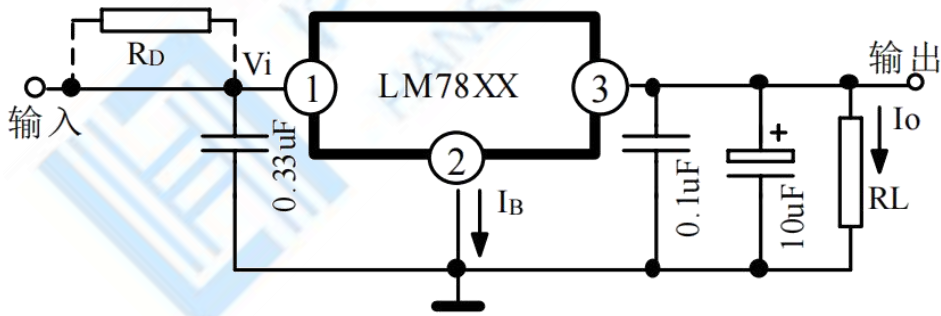 RD
Vi
输入
1
LM78XX
3
输出
0.33uF
2
IB
0.1uF
+
10uF
RL
Io